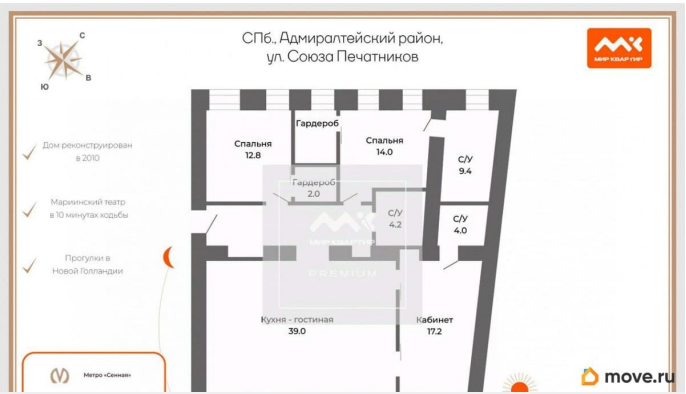 СПб., Адмиралтейский район,
ул. Союза Печатников
МИР КВАРТИР
С
З
В
Ю
Дом реконструирован
в 2010
Мариинский театр
в 10 минутах ходьбы
Прогулки в
Новой Голландии
Метро «Сенная»
Гардероб
Спальня
12.8
Спальня
14.0
С/У
9.4
Гардероб
2.0
С/У
4.2
С/У
4.0
МИР КВАРТИР
PREMIUM
Кухня - гостиная
39.0
Кабинет
17.2
move.ru